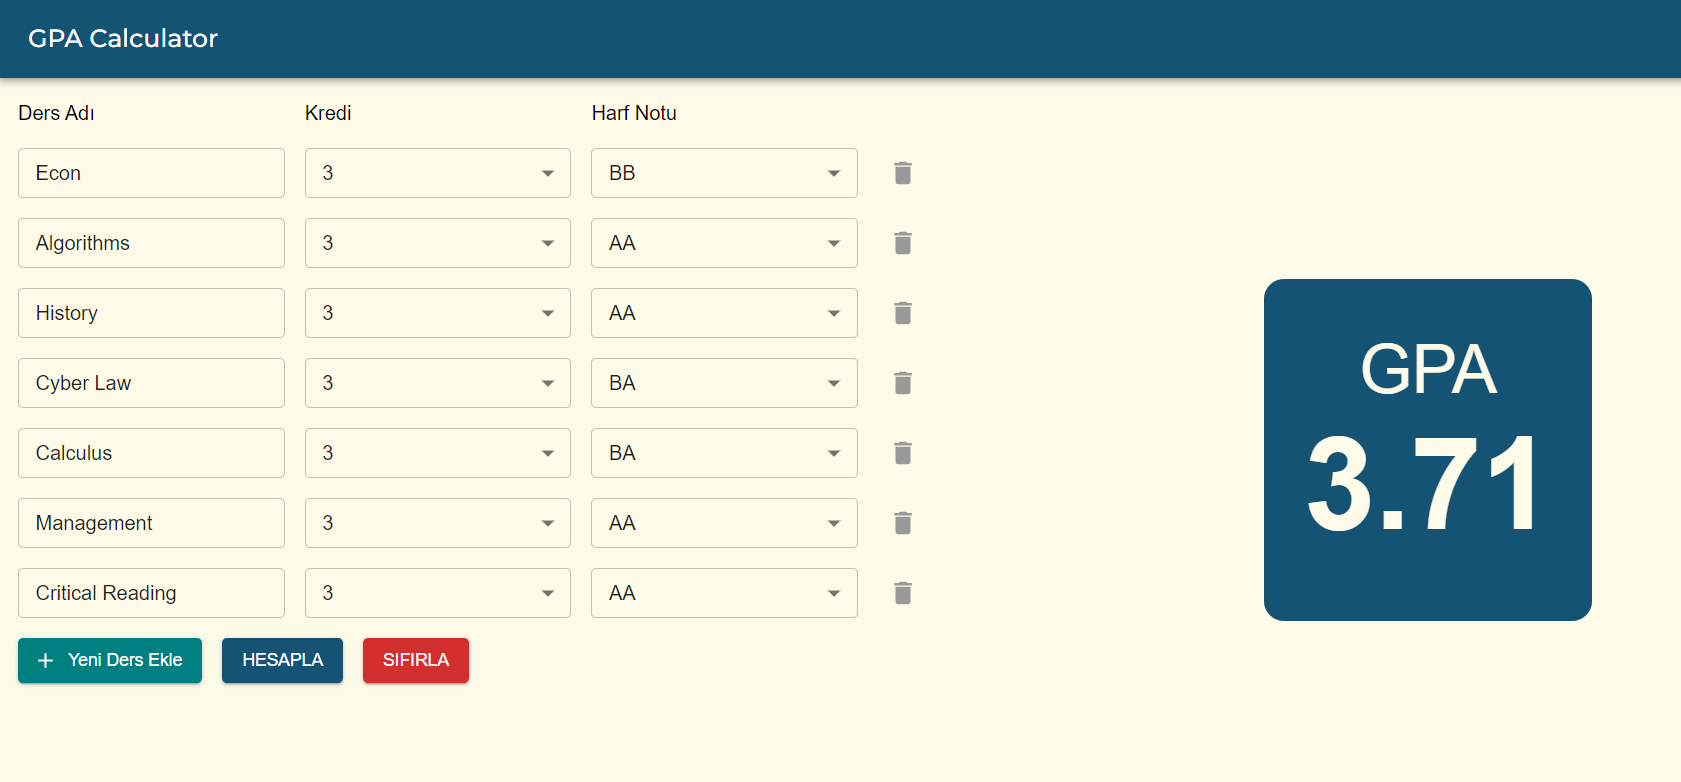 GPA Calculator
Ders Adı Kredi Harf Notu
Econ 3 BB
Algorithms 3 AA
History 3 AA
Cyber Law 3 BA
Calculus 3 BA
Management 3 AA
Critical Reading 3 AA
+ Yeni Ders Ekle HESAPLA SIFIRLA
GPA
3.71